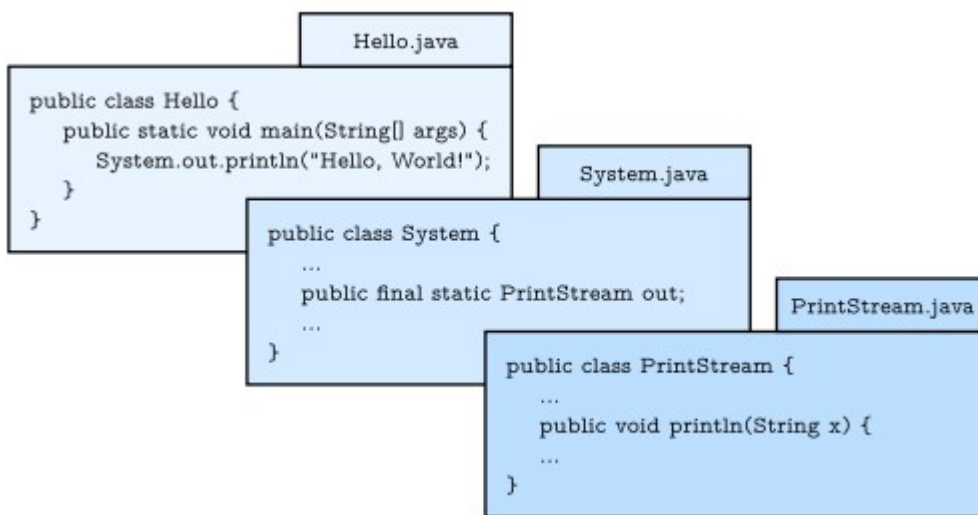 Hello.java
public class Hello {
public static void main(String[] args) {
System.out.println("Hello, World!");
}
}
System.java
public class System {
...
public final static PrintStream out;
...
}
PrintStream.java
public class PrintStream {
...
public void println(String x) {
...
}